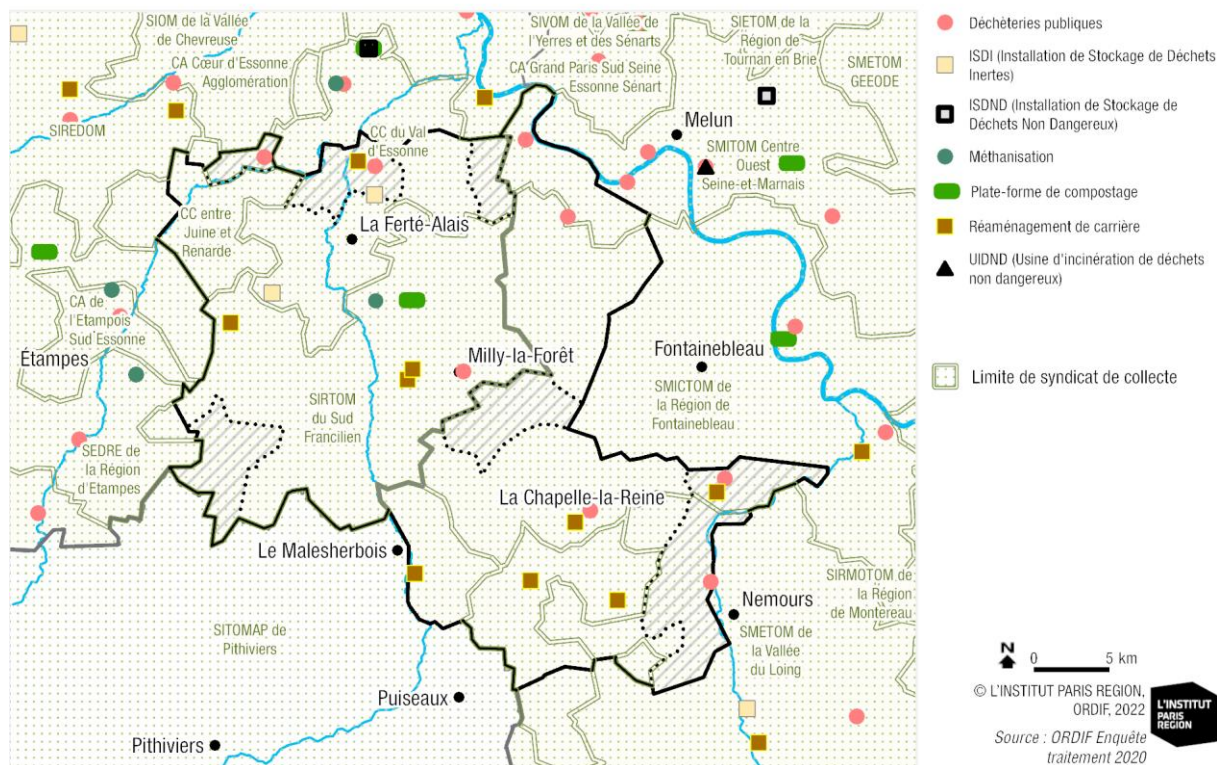 SIOM de la Vallée
de Chevreuse
CA Cœur d'Essonne
Agglomération
SIVOM de la Vallée de
l'Yerres et des Sénarts
CA Grand Paris Sud Seine
Essonne Sénart
SIETOM de la
Région de
Tournan en Brie
SMETOM
GEEODE
SIREDOM
CC du Val
d'Essonne
Melun
SMITOM Centre
Ouest
Seine-et-Marnais
CC entre
Juine et
Renarde
La Ferté-Alais
CA de
l'Etampois
Sud Essonne
Étampes
Milly-la-Forêt
Fontainebleau
SIRTOM
du Sud
Francilien
SMICTOM de
la Région de
Fontainebleau
SEDRE de
la Région
d'Etampes
La Chapelle-la-Reine
Le Malesherbois
SIRMOTOM de
la Région
de Montereau
Nemours
SITOMAP de
Pithiviers
SMETOM de
la Vallée
du Loing
Puiseaux
Pithiviers
Déchèteries publiques
ISDI (Installation de Stockage de Déchets
Inertes)
ISDND (Installation de Stockage de
Déchets Non Dangereux)
Méthanisation
Plate-forme de compostage
Réaménagement de carrière
UIDND (Usine d'incinération de déchets
non dangereux)
Limite de syndicat de collecte
N
0 5 km
© L'INSTITUT PARIS REGION,
ORDIF, 2022
Source : ORDIF Enquête
traitement 2020
L'INSTITUT
PARIS
REGION